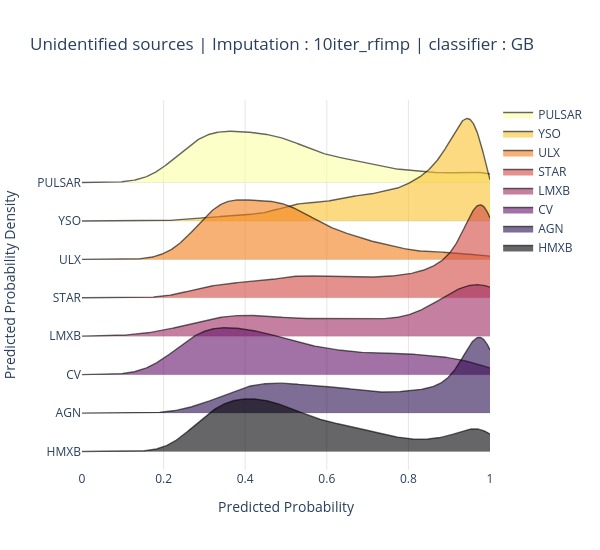 Unidentified sources | Imputation : 10iter_rfimp | classifier : GB
PULSAR
YSO
ULX
STAR
LMXB
CV
AGN
HMXB
Predicted Probability Density
PULSAR
YSO
ULX
STAR
LMXB
CV
AGN
HMXB
0 0.2 0.4 0.6 0.8 1
Predicted Probability